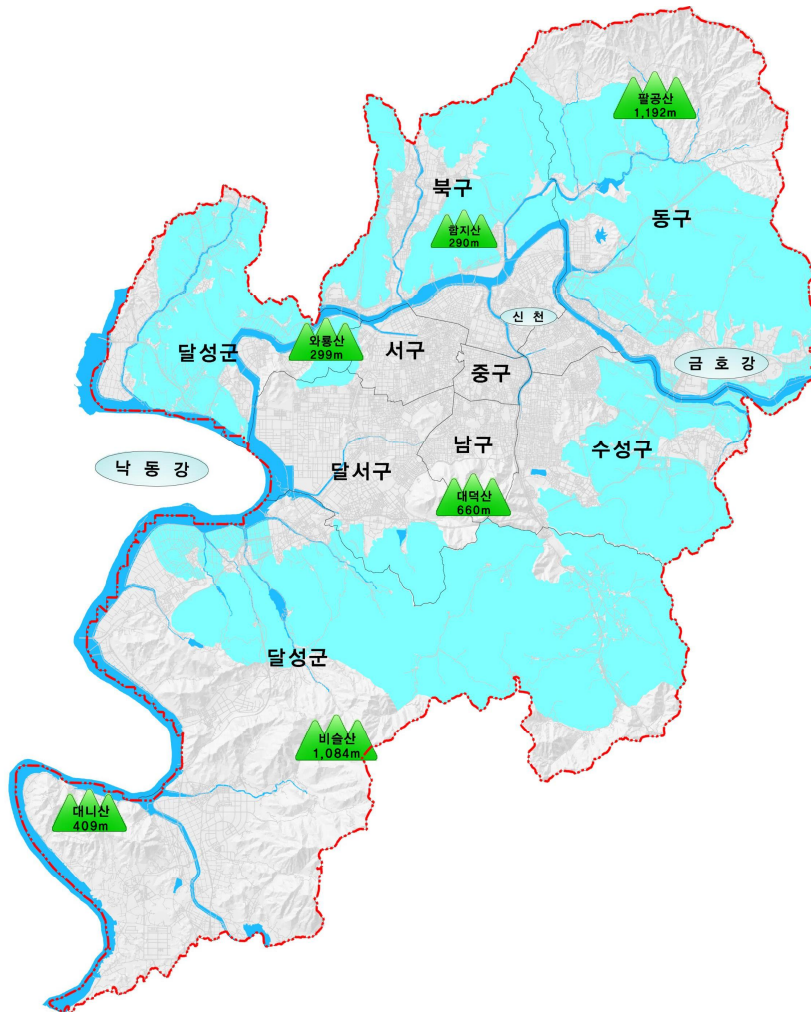 팔공산
1,192m
북구
함지산
290m
동구
신 천
와룡산
299m
달성군
서구
중구
금 호 강
남구
수성구
낙 동 강
달서구
대덕산
660m
달성군
비슬산
1,084m
대니산
409m